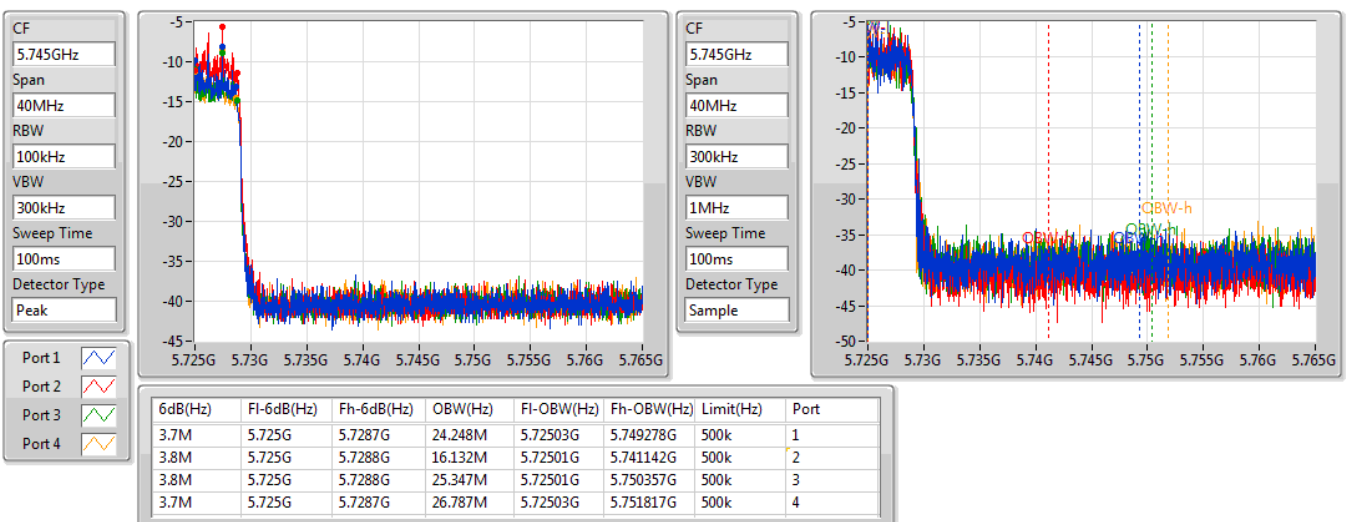 CF
5.745GHz
Span
40MHz
RBW
100kHz
VBW
300kHz
Sweep Time
100ms
Detector Type
Peak
-5
-10
-15
-20
-25
-30
-35
-40
-45
5.725G 5.73G 5.735G 5.74G 5.745G 5.75G 5.755G 5.76G 5.765G
CF
5.745GHz
Span
40MHz
RBW
300kHz
VBW
1MHz
Sweep Time
100ms
Detector Type
Sample
-5
-10
-15
-20
-25
-30
-35
-40
-45
-50
OBW-h
OBW-h
OBW-h
OBW-h
5.725G 5.73G 5.735G 5.74G 5.745G 5.75G 5.755G 5.76G 5.765G
Port 1
Port 2
Port 3
Port 4
6dB(Hz) Fl-6dB(Hz) Fh-6dB(Hz) OBW(Hz) Fl-OBW(Hz) Fh-OBW(Hz) Limit(Hz) Port
3.7M 5.725G 5.7287G 24.248M 5.72503G 5.749278G 500k 1
3.8M 5.725G 5.7288G 16.132M 5.72501G 5.741142G 500k 2
3.8M 5.725G 5.7288G 25.347M 5.72501G 5.750357G 500k 3
3.7M 5.725G 5.7287G 26.787M 5.72503G 5.751817G 500k 4